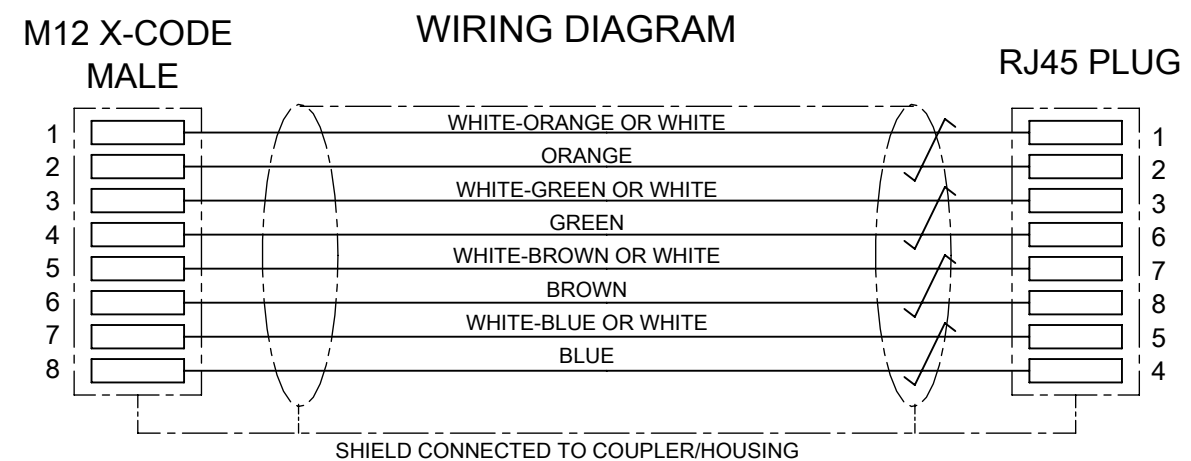 WIRING DIAGRAM
M12 X-CODE
MALE
RJ45 PLUG
1 WHITE-ORANGE OR WHITE 1
2 ORANGE 2
3 WHITE-GREEN OR WHITE 3
4 GREEN 6
5 WHITE-BROWN OR WHITE 7
6 BROWN 8
7 WHITE-BLUE OR WHITE 5
8 BLUE 4
SHIELD CONNECTED TO COUPLER/HOUSING